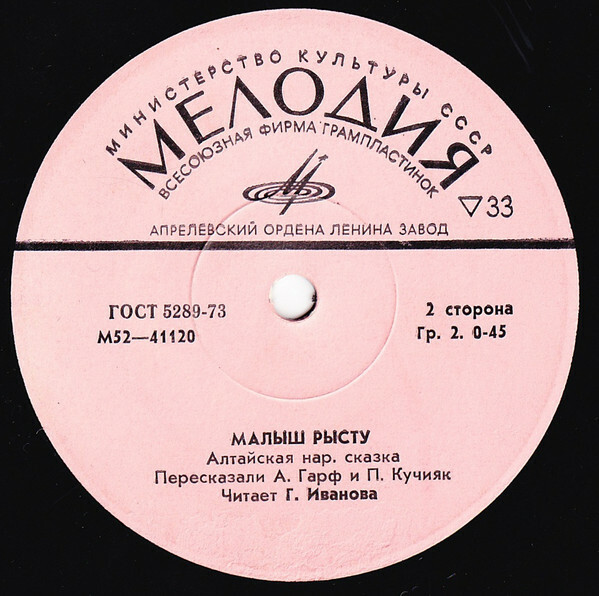 МИНИСТЕРСТВО КУЛЬТУРЫ СССР
МЕЛОДИЯ
ВСЕСОЮЗНАЯ ФИРМА ГРАМПЛАСТИНОК
▽33
АПРЕЛЕВСКИЙ ОРДЕНА ЛЕНИНА ЗАВОД
ГОСТ 5289-73
М52—41120
2 сторона
Гр. 2. 0-45
МАЛЫШ РЫСТУ
Алтайская нар. сказка
Пересказали А. Гарф и П. Кучияк
Читает Г. Иванова